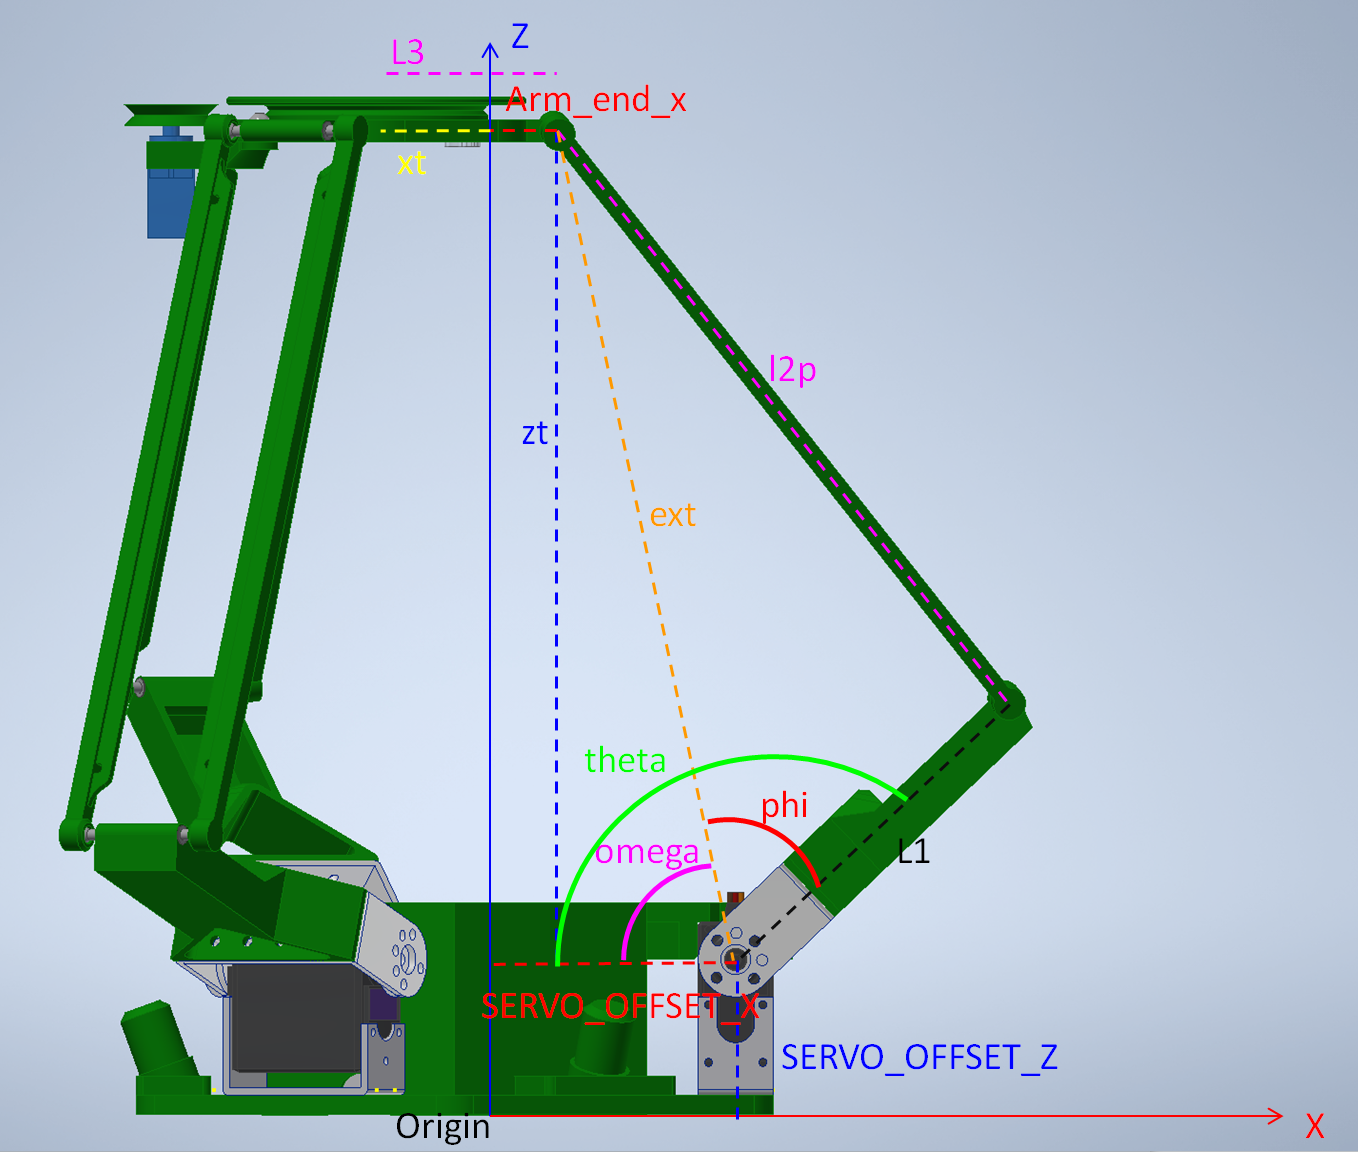 Z
L3
Arm_end_x
xt
l2p
zt
ext
theta
phi
omega
L1
SERVO_OFFSET_X
SERVO_OFFSET_Z
Origin
X